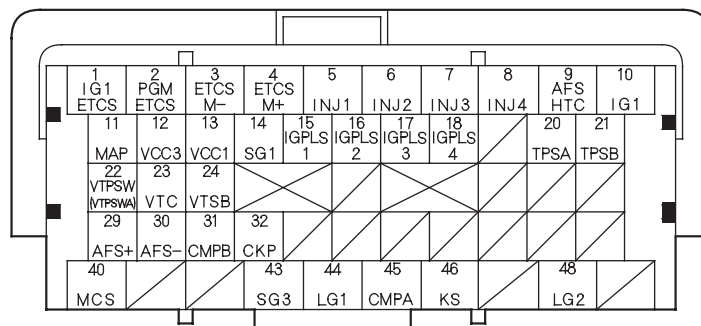 1 2 3 4 5 6 7 8 9 10
IG1 ETCS PGM ETCS ETCS M- ETCS M+ INJ1 INJ2 INJ3 INJ4 AFS HTC IG1
11 12 13 14 15 16 17 18 20 21
MAP VCC3 VCC1 SG1 IGPLS 1 IGPLS 2 IGPLS 3 IGPLS 4 TPSA TPSB
22 23 24
VTPSW (VTPSWA) VTC VTSB
29 30 31 32
AFS+ AFS- CMPB CKP
40 43 44 45 46 48
MCS SG3 LG1 CMPA KS LG2